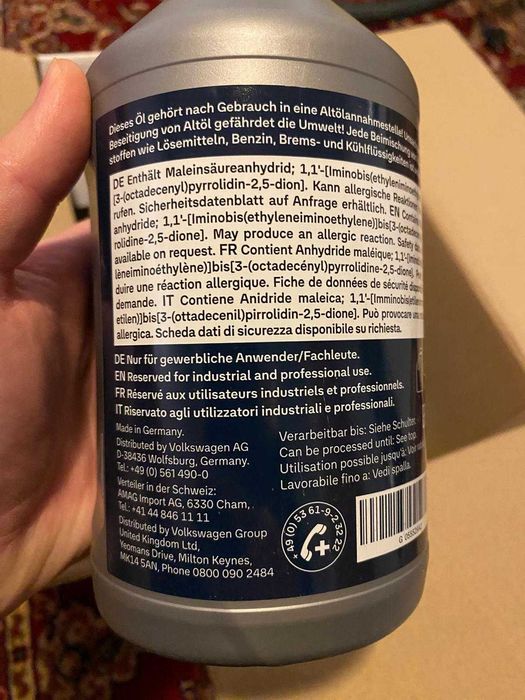 Dieses Öl gehört nach Gebrauch in eine Altölannahmestelle!
Beseitigung von Altöl gefährdet die Umwelt! Jede Beimischung
stoffen wie Lösemitteln, Benzin, Brems- und Kühlflüssigkeiten
DE Enthält Maleinsäureanhydrid; 1,1'-[Iminobis(ethyleniminoethylen
[3-(octadecenyl)pyrrolidin-2,5-dion]. Kann allergische Reaktionen
rufen. Sicherheitsdatenblatt auf Anfrage erhältlich. EN Contains
anhydride; 1,1'-[Iminobis(ethyleneiminoethylene)]bis[3-(octadecen
rolidine-2,5-dione]. May produce an allergic reaction. Safety
available on request. FR Contient Anhydride maléique; 1,1'-[Imin
lèneiminoéthylène)]bis[3-(octadécényl)pyrrolidine-2,5-dione].
duire une réaction allergique. Fiche de données de sécurité
demande. IT Contiene Anidride maleica; 1,1'-[Imminobis(etilen
etilen)]bis[3-(ottadecenil)pirrolidin-2,5-dione]. Può provocare una
allergica. Scheda dati di sicurezza disponibile su richiesta.
DE Nur für gewerbliche Anwender/Fachleute.
EN Reserved for industrial and professional use.
FR Réservé aux utilisateurs industriels et professionnels.
IT Riservato agli utilizzatori industriali e professionali.
Made in Germany.
Distributed by Volkswagen AG
D-38436 Wolfsburg, Germany.
Tel.: +49 (0) 561 490-0
Verteiler in der Schweiz:
AMAG Import AG, 6330 Cham,
Tel.: +41 44 846 11 11
Distributed by Volkswagen Group
United Kingdom Ltd,
Yeomans Drive, Milton Keynes,
MK14 5AN, Phone 0800 090 2484
Verarbeitbar bis: Siehe Schulter.
Can be processed until: See top.
Utilisation possible jusqu'à: Voir
Lavorabile fino a: Vedi spalla.
+49 (0) 53 61-9-2 32 22